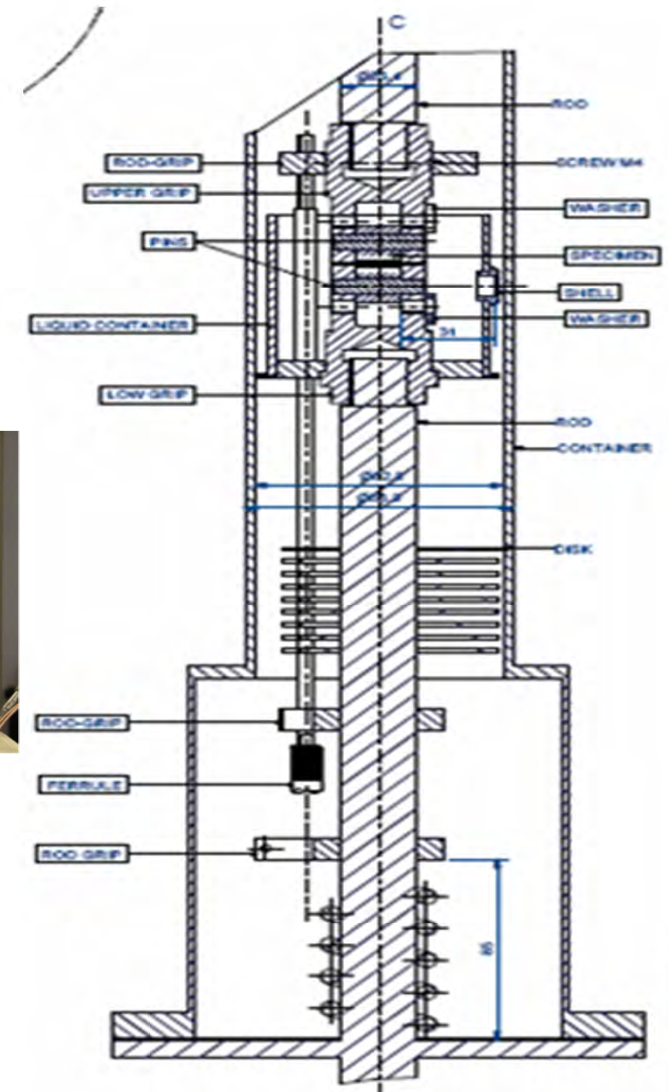 C
ROD
ROD-GRIP
SCREW M4
UPPER GRIP
WASHER
PINS
SPECIMEN
SHELL
LIQUID CONTAINER
WASHER
31
LOW GRIP
ROD
CONTAINER
DISK
ROD-GRIP
FERRULE
ROD-GRIP